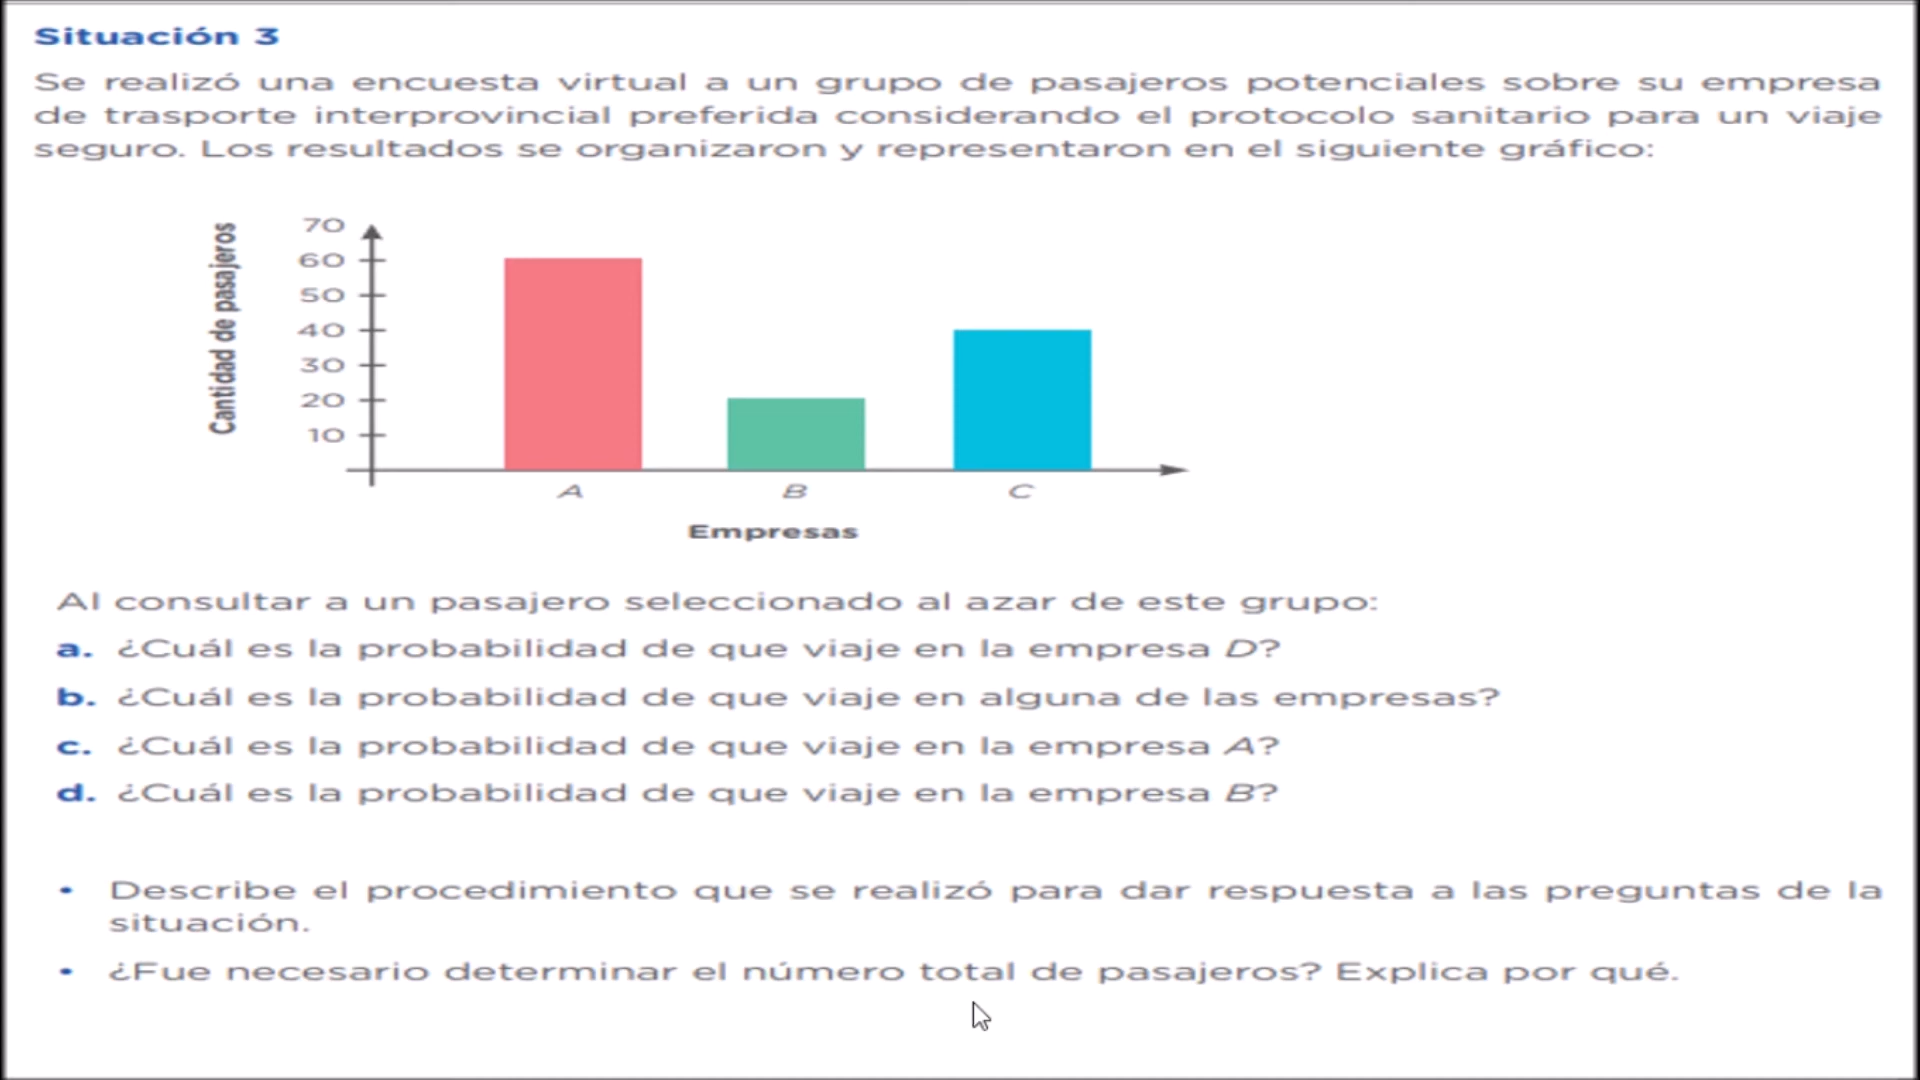 Situación 3
Se realizó una encuesta virtual a un grupo de pasajeros potenciales sobre su empresa
de trasporte interprovincial preferida considerando el protocolo sanitario para un viaje
seguro. Los resultados se organizaron y representaron en el siguiente gráfico:
Cantidad de pasajeros
70
60
50
40
30
20
10
A B C
Empresas
Al consultar a un pasajero seleccionado al azar de este grupo:
a. ¿Cuál es la probabilidad de que viaje en la empresa D?
b. ¿Cuál es la probabilidad de que viaje en alguna de las empresas?
c. ¿Cuál es la probabilidad de que viaje en la empresa A?
d. ¿Cuál es la probabilidad de que viaje en la empresa B?
• Describe el procedimiento que se realizó para dar respuesta a las preguntas de la
situación.
• ¿Fue necesario determinar el número total de pasajeros? Explica por qué.